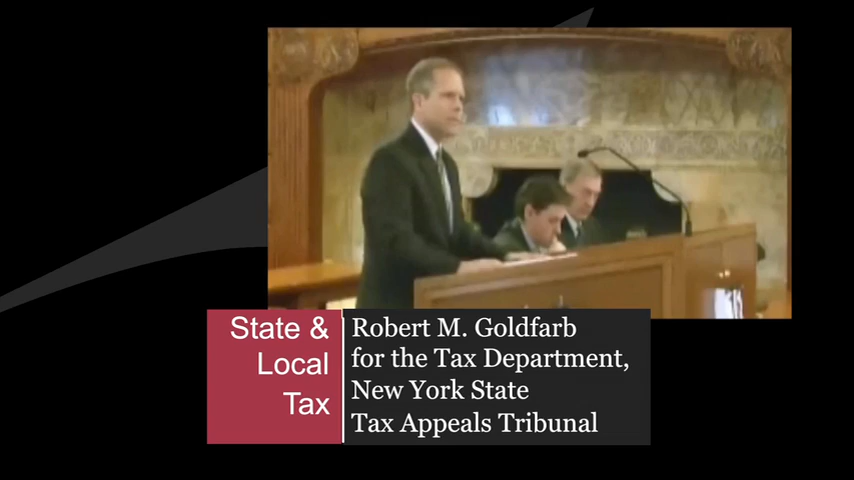 State &
Local
Tax
Robert M. Goldfarb
for the Tax Department,
New York State
Tax Appeals Tribunal